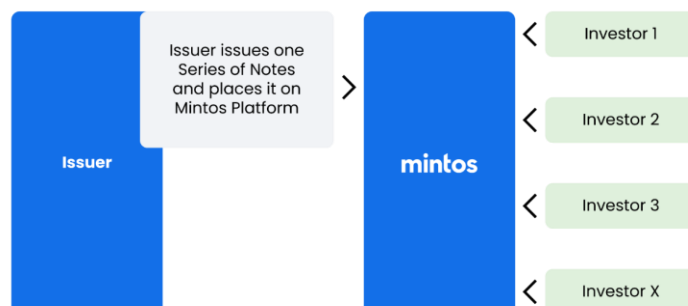 Issuer issues one
Series of Notes
and places it on
Mintos Platform
Issuer
mintos
Investor 1
Investor 2
Investor 3
Investor X